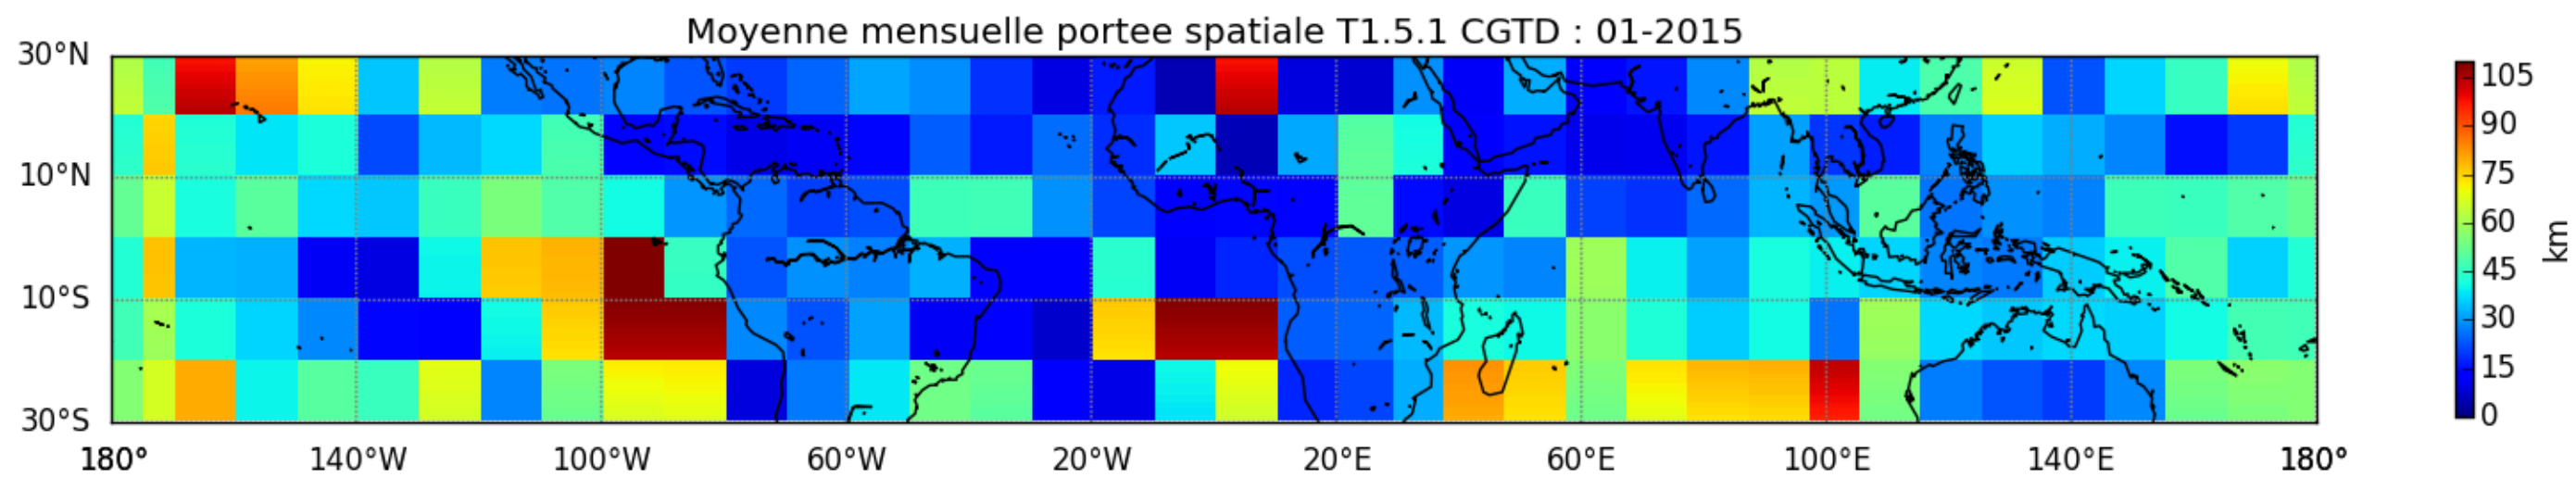 Moyenne mensuelle portee spatiale T1.5.1 CGTD : 01-2015
30°N
10°N
10°S
30°S
180° 140°W 100°W 60°W 20°W 20°E 60°E 100°E 140°E 180°
105
90
75
60
45
30
15
0
km